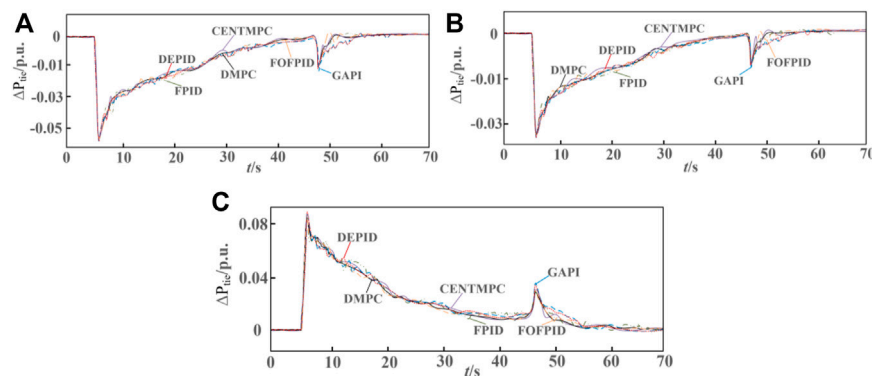 A
0
-0.01
-0.03
-0.05
ΔPtie/p.u.
CENTMPC
DEPID
DMPC
FPID
FOFPID
GAPI
0 10 20 30 40 50 60 70
t/s
B
0
-0.01
-0.03
ΔPtie/p.u.
CENTMPC
DEPID
DMPC
FPID
GAPI
FOFPID
0 10 20 30 40 50 60 70
t/s
C
0.08
0.04
0
ΔPtie/p.u.
DEPID
GAPI
DMPC
CENTMPC
FPID
FOFPID
0 10 20 30 40 50 60 70
t/s